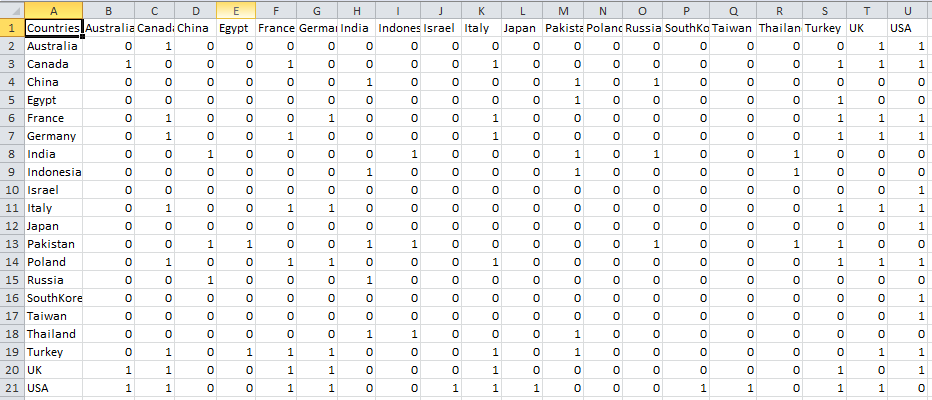 A B C D E F G H I J K L M N O P Q R S T U
1 Countries Australia Canada China Egypt France Germa India Indones Israel Italy Japan Pakista Poland Russia SouthKo Taiwan Thailan Turkey UK USA
2 Australia 0 1 0 0 0 0 0 0 0 0 0 0 0 0 0 0 0 0 1 1
3 Canada 1 0 0 0 1 0 0 0 0 1 0 0 0 0 0 0 0 1 1 1
4 China 0 0 0 0 0 0 1 0 0 0 0 1 0 1 0 0 0 0 0 0
5 Egypt 0 0 0 0 0 0 0 0 0 0 0 1 0 0 0 0 0 1 0 0
6 France 0 1 0 0 0 1 0 0 0 1 0 0 0 0 0 0 0 1 1 1
7 Germany 0 1 0 0 1 0 0 0 0 1 0 0 0 0 0 0 0 1 1 1
8 India 0 0 1 0 0 0 0 1 0 0 0 1 0 1 0 0 1 0 0 0
9 Indonesia 0 0 0 0 0 0 1 0 0 0 0 1 0 0 0 0 1 0 0 0
10 Israel 0 0 0 0 0 0 0 0 0 0 0 0 0 0 0 0 0 0 0 1
11 Italy 0 1 0 0 1 1 0 0 0 0 0 0 0 0 0 0 0 1 1 1
12 Japan 0 0 0 0 0 0 0 0 0 0 0 0 0 0 0 0 0 0 0 1
13 Pakistan 0 0 1 1 0 0 1 1 0 0 0 0 0 1 0 0 1 1 0 0
14 Poland 0 1 0 0 1 1 0 0 0 1 0 0 0 0 0 0 0 1 1 1
15 Russia 0 0 1 0 0 0 1 0 0 0 0 0 0 0 0 0 0 0 0 0
16 SouthKore 0 0 0 0 0 0 0 0 0 0 0 0 0 0 0 0 0 0 0 1
17 Taiwan 0 0 0 0 0 0 0 0 0 0 0 0 0 0 0 0 0 0 0 1
18 Thailand 0 0 0 0 0 0 1 1 0 0 0 1 0 0 0 0 0 0 0 0
19 Turkey 0 1 0 1 1 1 0 0 0 1 0 1 0 0 0 0 0 0 1 1
20 UK 1 1 0 0 1 1 0 0 0 1 0 0 0 0 0 0 0 1 0 1
21 USA 1 1 0 0 1 1 0 0 1 1 1 0 0 0 1 1 0 1 1 0